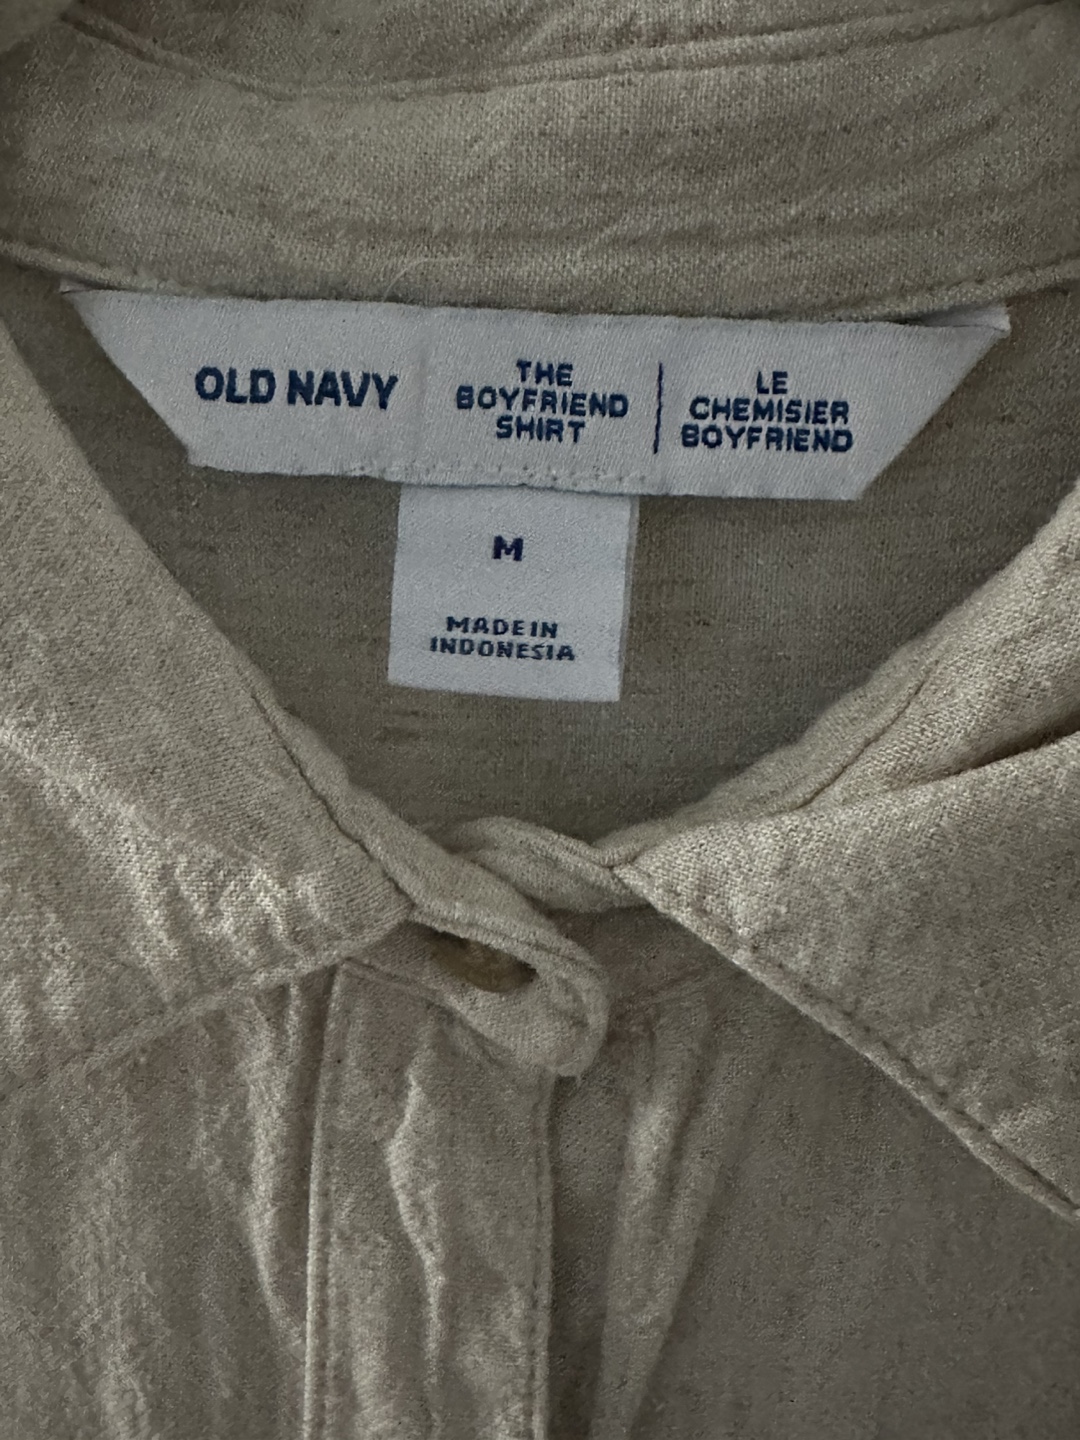 OLD NAVY
THE
BOYFRIEND
SHIRT
LE
CHEMISIER
BOYFRIEND
M
MADE IN
INDONESIA